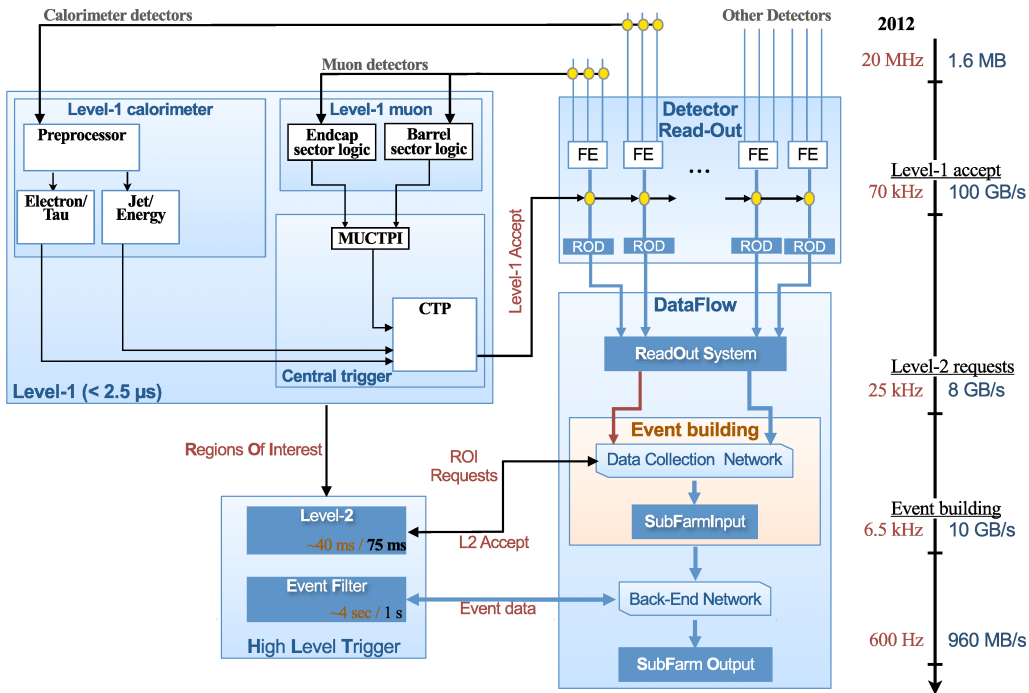 Calorimeter detectors
Other Detectors
Muon detectors
Level-1 calorimeter
Preprocessor
Electron/
Tau
Jet/
Energy
Level-1 muon
Endcap
sector logic
Barrel
sector logic
MUCTPI
CTP
Central trigger
Level-1 (< 2.5 µs)
Level-1 Accept
Detector
Read-Out
FE
FE
FE
FE
...
ROD
ROD
ROD
ROD
DataFlow
ReadOut System
Event building
Data Collection Network
SubFarmInput
Back-End Network
SubFarm Output
Regions Of Interest
ROI
Requests
L2 Accept
Event data
Level-2
~40 ms / 75 ms
Event Filter
~4 sec / 1 s
High Level Trigger
2012
20 MHz 1.6 MB
Level-1 accept
70 kHz 100 GB/s
Level-2 requests
25 kHz 8 GB/s
Event building
6.5 kHz 10 GB/s
600 Hz 960 MB/s